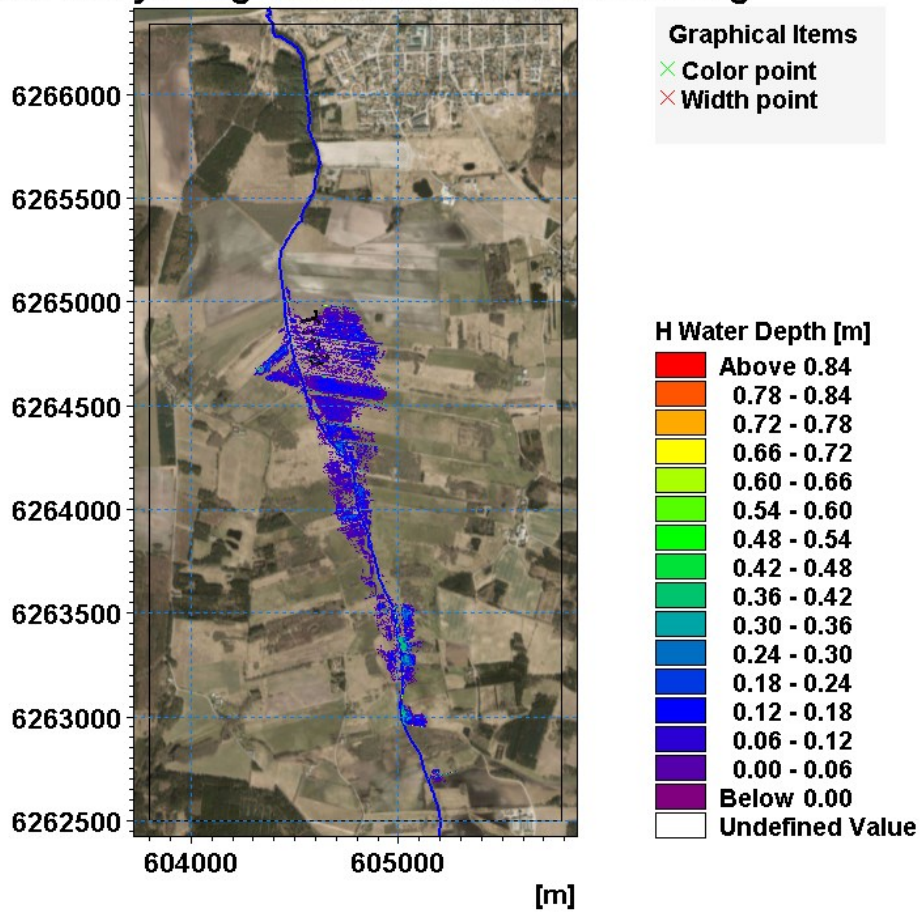 Graphical Items
Color point
Width point
6266000
6265500
6265000
6264500
6264000
6263500
6263000
6262500
604000
605000
[m]
H Water Depth [m]
Above 0.84
0.78 - 0.84
0.72 - 0.78
0.66 - 0.72
0.60 - 0.66
0.54 - 0.60
0.48 - 0.54
0.42 - 0.48
0.36 - 0.42
0.30 - 0.36
0.24 - 0.30
0.18 - 0.24
0.12 - 0.18
0.06 - 0.12
0.00 - 0.06
Below 0.00
Undefined Value